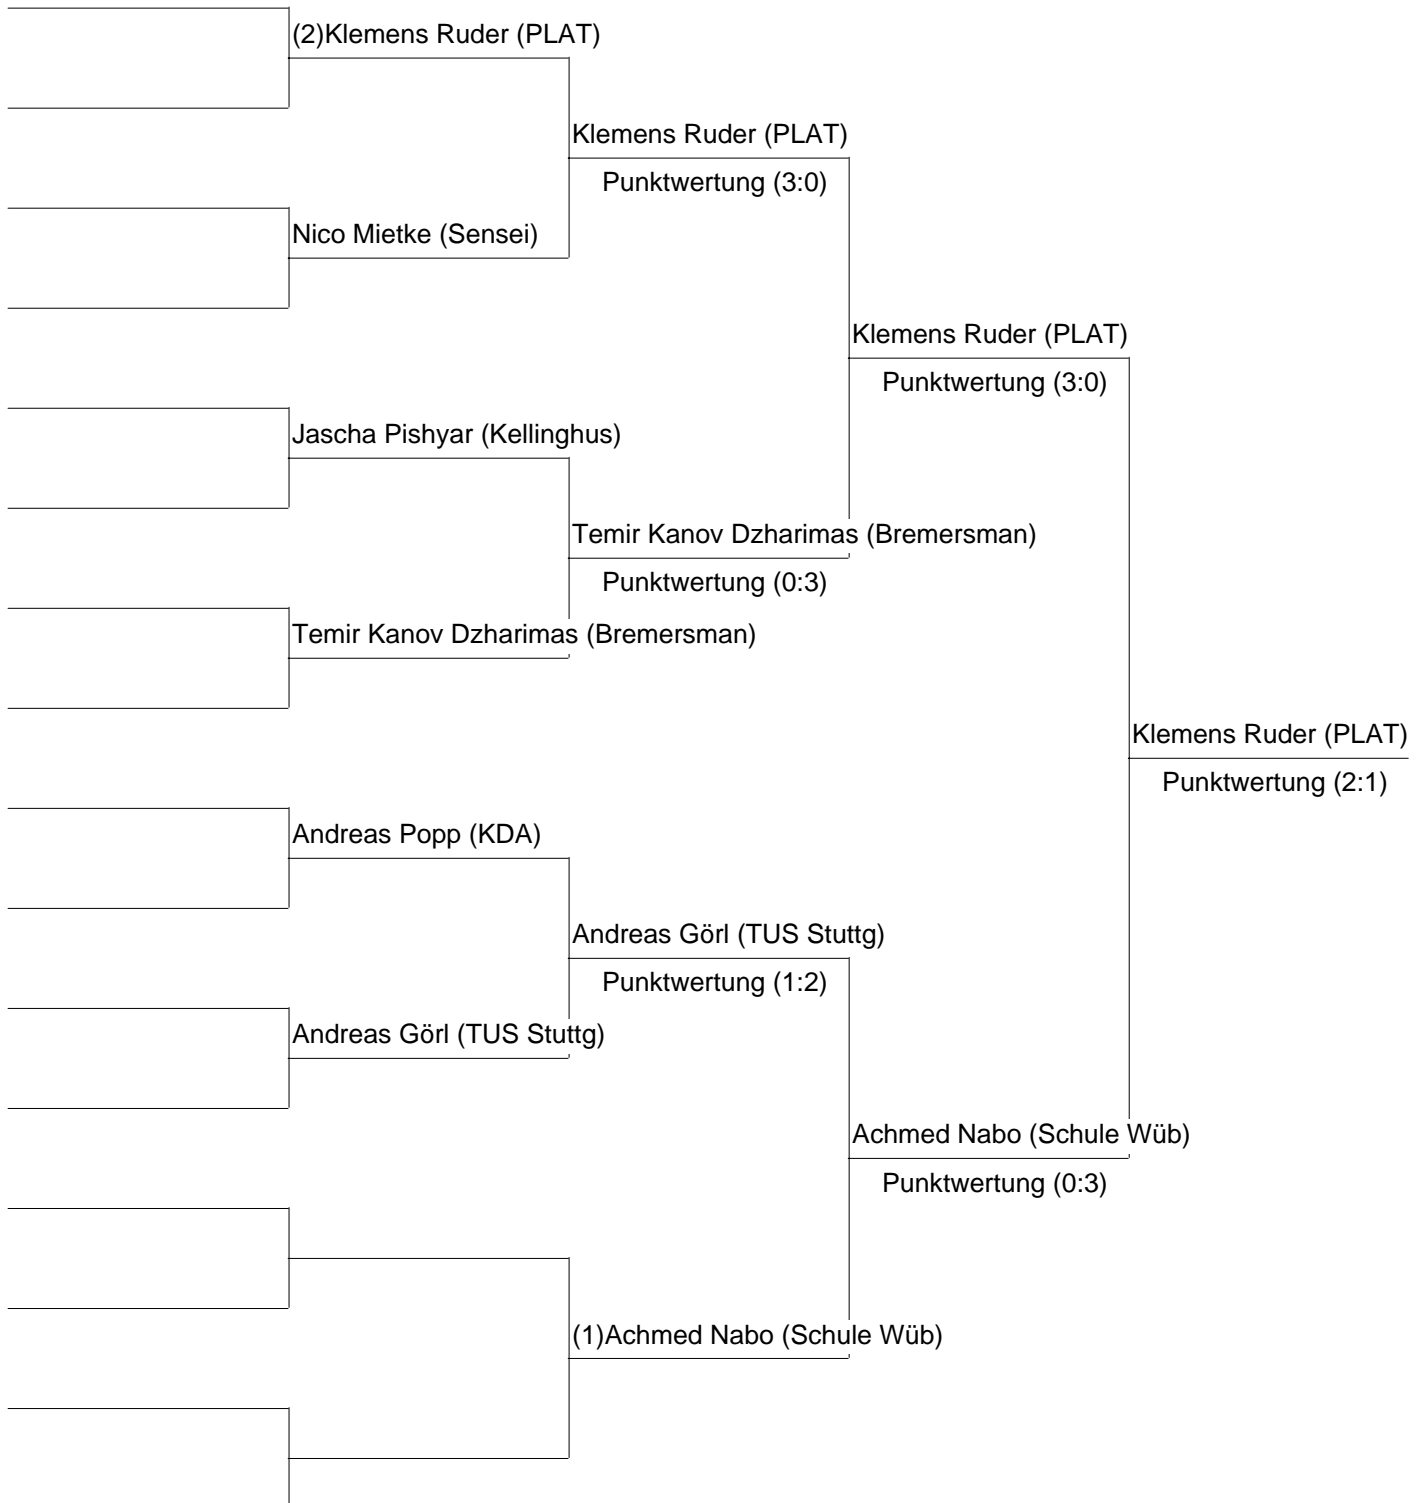 (2)Klemens Ruder (PLAT)
Klemens Ruder (PLAT)
Punktwertung (3:0)
Nico Mietke (Sensei)
Klemens Ruder (PLAT)
Punktwertung (3:0)
Jascha Pishyar (Kellinghus)
Temir Kanov Dzharimas (Bremersman)
Punktwertung (0:3)
Temir Kanov Dzharimas (Bremersman)
Klemens Ruder (PLAT)
Punktwertung (2:1)
Andreas Popp (KDA)
Andreas Görl (TUS Stuttg)
Punktwertung (1:2)
Andreas Görl (TUS Stuttg)
Achmed Nabo (Schule Wüb)
Punktwertung (0:3)
(1)Achmed Nabo (Schule Wüb)